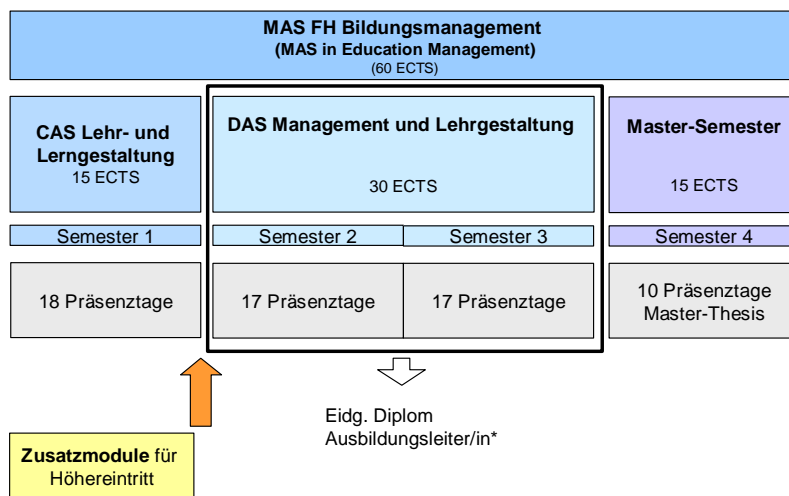 MAS FH Bildungsmanagement
(MAS in Education Management)
(60 ECTS)
CAS Lehr- und
Lerngestaltung
15 ECTS
DAS Management und Lehrgestaltung
30 ECTS
Master-Semester
15 ECTS
Semester 1
Semester 2
Semester 3
Semester 4
18 Präsenztage
17 Präsenztage
17 Präsenztage
10 Präsenztage
Master-Thesis
Eidg. Diplom
Ausbildungsleiter/in*
Zusatzmodule für
Höhereintritt